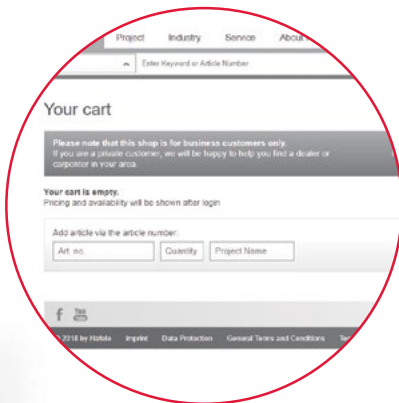 Project Industry Service About
Enter Keyword or Article Number
Your cart
Please note that this shop is for business customers only.
If you are a private customer, we will be happy to help you find a dealer or
carpenter in your area.
Your cart is empty.
Pricing and availability will be shown after login
Add article via the article number:
Art. no. Quantity Project Name
f You Tube
© 2018 by Häfele Imprint Data Protection General Terms and Conditions